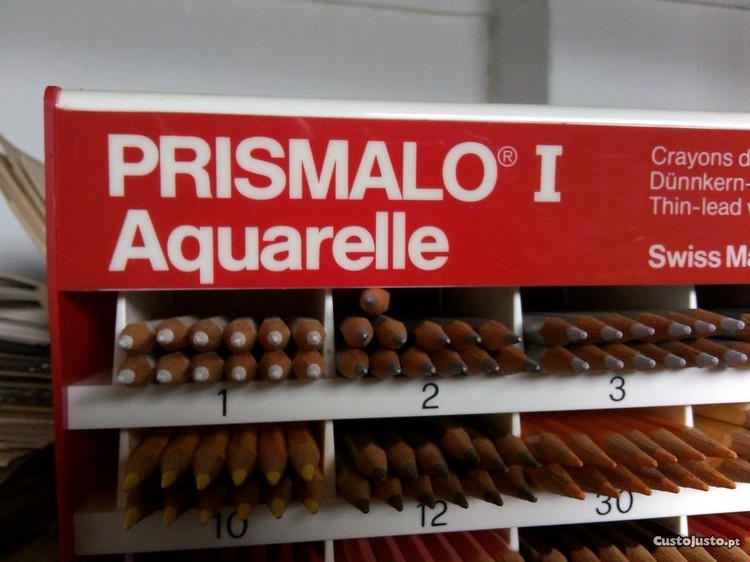 PRISMALO® I
Aquarelle
Crayons d
Dünnkern-
Thin-lead
Swiss Ma
1 2 3
10 12 30
CustoJusto.pt